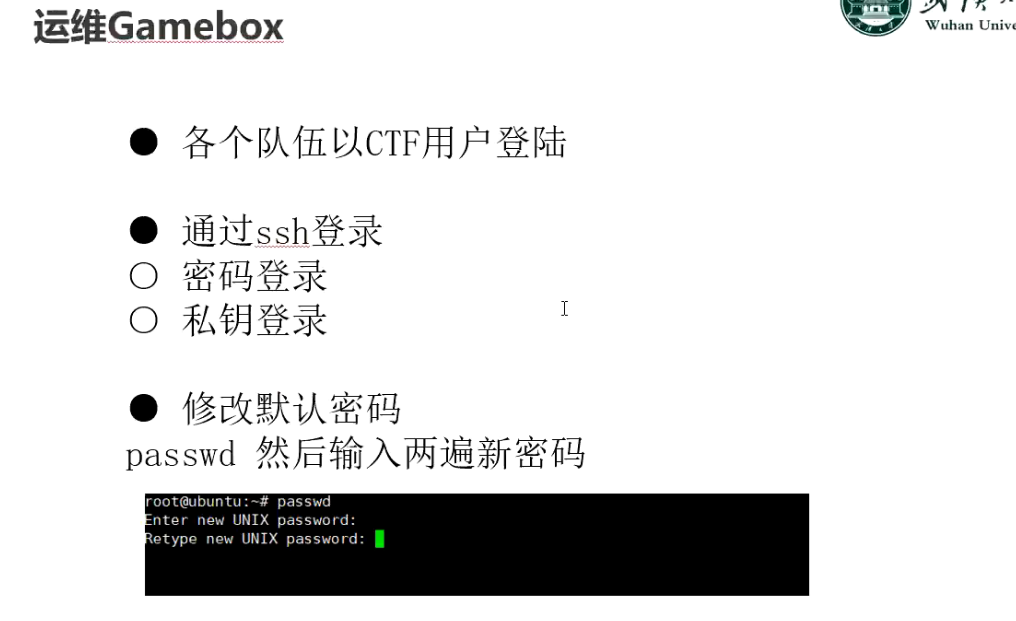 运维Gamebox
Wuhan Unive
● 各个队伍以CTF用户登陆
● 通过ssh登录
○ 密码登录
○ 私钥登录
● 修改默认密码
passwd 然后输入两遍新密码
root@ubuntu:~# passwd
Enter new UNIX password:
Retype new UNIX password: